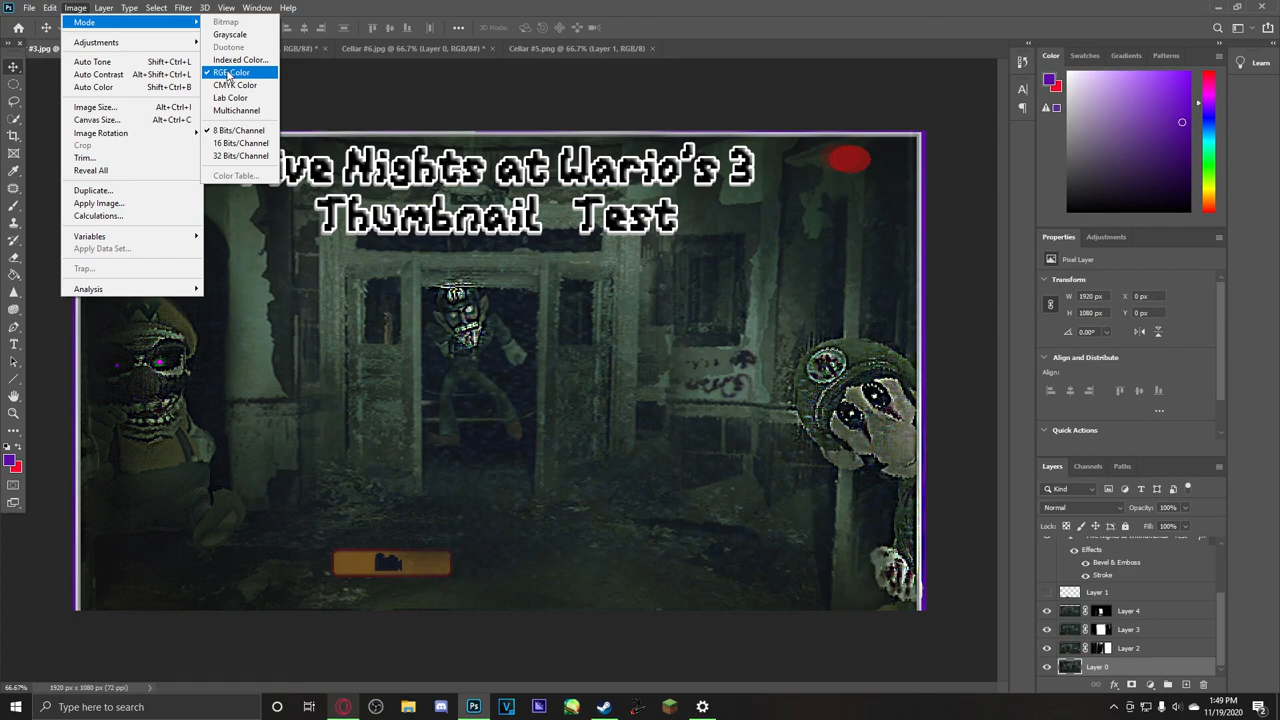 File Edit Image Layer Type Select Filter 3D View Window Help
Mode
Adjustments
Auto Tone Shift+Ctrl+L
Auto Contrast Alt+Shift+Ctrl+L
Auto Color Shift+Ctrl+B
Image Size... Alt+Ctrl+I
Canvas Size... Alt+Ctrl+C
Image Rotation
Crop
Trim...
Reveal All
Duplicate...
Apply Image...
Calculations...
Variables
Apply Data Set...
Trap...
Analysis
Bitmap
Grayscale
Duotone
Indexed Color...
RGB Color
CMYK Color
Lab Color
Multichannel
8 Bits/Channel
16 Bits/Channel
32 Bits/Channel
Color Table...
3D Mode:
#3.jpg @
RGB/8#) *
Cellar #6.png @ 66.7% (Layer 0, RGB/8#) *
Cellar #5.png @ 66.7% (Layer 1, RGB/8)
ive Nights at Wario's 3
Thumbnail Test
Color Swatches Gradients Patterns
Learn
Properties Adjustments
Pixel Layer
Transform
W 1920 px X 0 px
H 1080 px Y 0 px
0.00°
Align and Distribute
Align:
Quick Actions
Layers Channels Paths
Kind
Normal Opacity: 100%
Lock: Fill: 100%
Effects
Bevel & Emboss
Stroke
Layer 1
Layer 4
Layer 3
Layer 2
Layer 0
66.67% 1920 px x 1080 px (72 ppi)
Type here to search
1:49 PM
11/19/2020